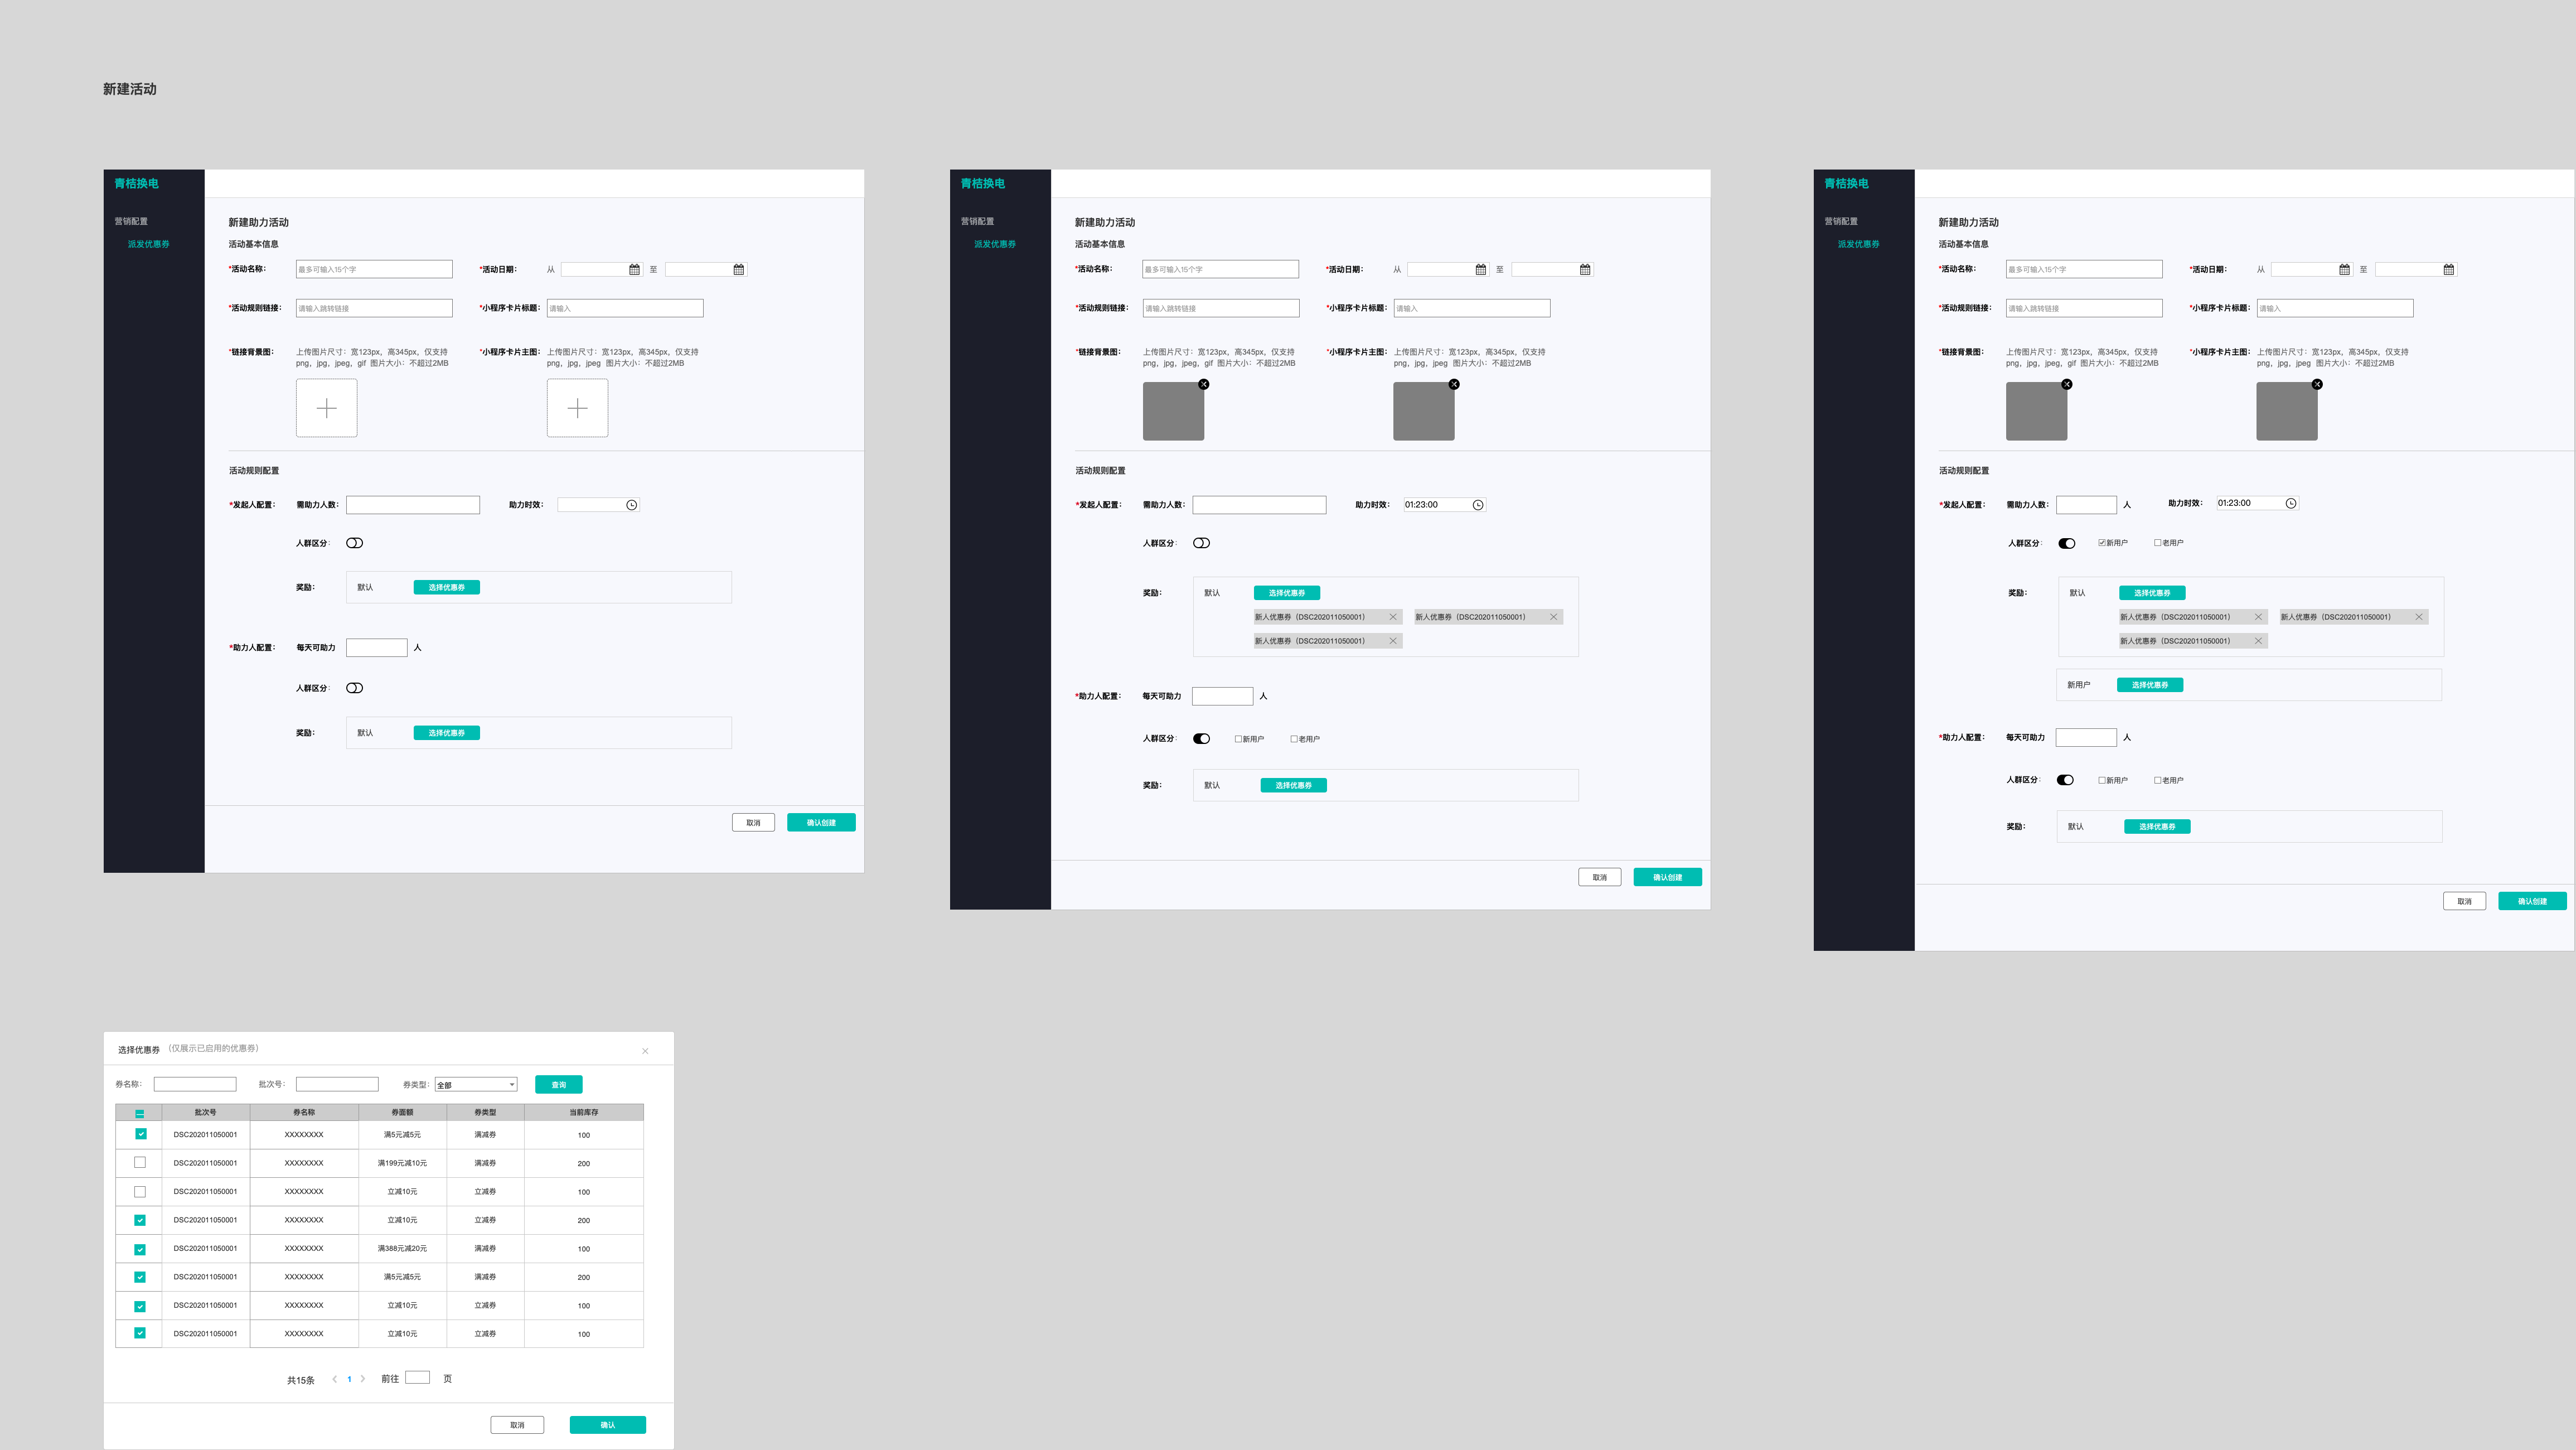 新建活动
青桔换电
营销配置
派发优惠券
新建助力活动
活动基本信息
*活动名称： 最多可输入15个字 *活动日期： 从 至
*活动规则链接： 请输入跳转链接 *小程序卡片标题： 请输入
*链接背景图： 上传图片尺寸：宽123px，高345px，仅支持
png，jpg，jpeg，gif 图片大小：不超过2MB
*小程序卡片主图： 上传图片尺寸：宽123px，高345px，仅支持
png，jpg，jpeg 图片大小：不超过2MB
活动规则配置
*发起人配置： 需助力人数： 助力时效：
人群区分：
奖励： 默认 选择优惠券
*助力人配置： 每天可助力 人
人群区分：
奖励： 默认 选择优惠券
取消 确认创建
青桔换电
营销配置
派发优惠券
新建助力活动
活动基本信息
*活动名称： 最多可输入15个字 *活动日期： 从 至
*活动规则链接： 请输入跳转链接 *小程序卡片标题： 请输入
*链接背景图： 上传图片尺寸：宽123px，高345px，仅支持
png，jpg，jpeg，gif 图片大小：不超过2MB
*小程序卡片主图： 上传图片尺寸：宽123px，高345px，仅支持
png，jpg，jpeg 图片大小：不超过2MB
活动规则配置
*发起人配置： 需助力人数： 助力时效： 01:23:00
人群区分：
奖励： 默认 选择优惠券
新人优惠券（DSC202011050001） 新人优惠券（DSC202011050001）
新人优惠券（DSC202011050001）
*助力人配置： 每天可助力 人
人群区分： 新用户 老用户
奖励： 默认 选择优惠券
取消 确认创建
青桔换电
营销配置
派发优惠券
新建助力活动
活动基本信息
*活动名称： 最多可输入15个字 *活动日期： 从 至
*活动规则链接： 请输入跳转链接 *小程序卡片标题： 请输入
*链接背景图： 上传图片尺寸：宽123px，高345px，仅支持
png，jpg，jpeg，gif 图片大小：不超过2MB
*小程序卡片主图： 上传图片尺寸：宽123px，高345px，仅支持
png，jpg，jpeg 图片大小：不超过2MB
活动规则配置
*发起人配置： 需助力人数： 人 助力时效： 01:23:00
人群区分： 新用户 老用户
奖励： 默认 选择优惠券
新人优惠券（DSC202011050001） 新人优惠券（DSC202011050001）
新人优惠券（DSC202011050001）
新用户 选择优惠券
*助力人配置： 每天可助力 人
人群区分： 新用户 老用户
奖励： 默认 选择优惠券
取消 确认创建
选择优惠券 （仅展示已启用的优惠券）
券名称： 批次号： 券类型： 全部 查询
批次号 券名称 券面额 券类型 当前库存
DSC202011050001 XXXXXXXX 满5元减5元 满减券 100
DSC202011050001 XXXXXXXX 满199元减10元 满减券 200
DSC202011050001 XXXXXXXX 立减10元 立减券 100
DSC202011050001 XXXXXXXX 立减10元 立减券 200
DSC202011050001 XXXXXXXX 满388元减20元 满减券 100
DSC202011050001 XXXXXXXX 满5元减5元 满减券 200
DSC202011050001 XXXXXXXX 立减10元 立减券 100
DSC202011050001 XXXXXXXX 立减10元 立减券 100
共15条 1 前往 页
取消 确认